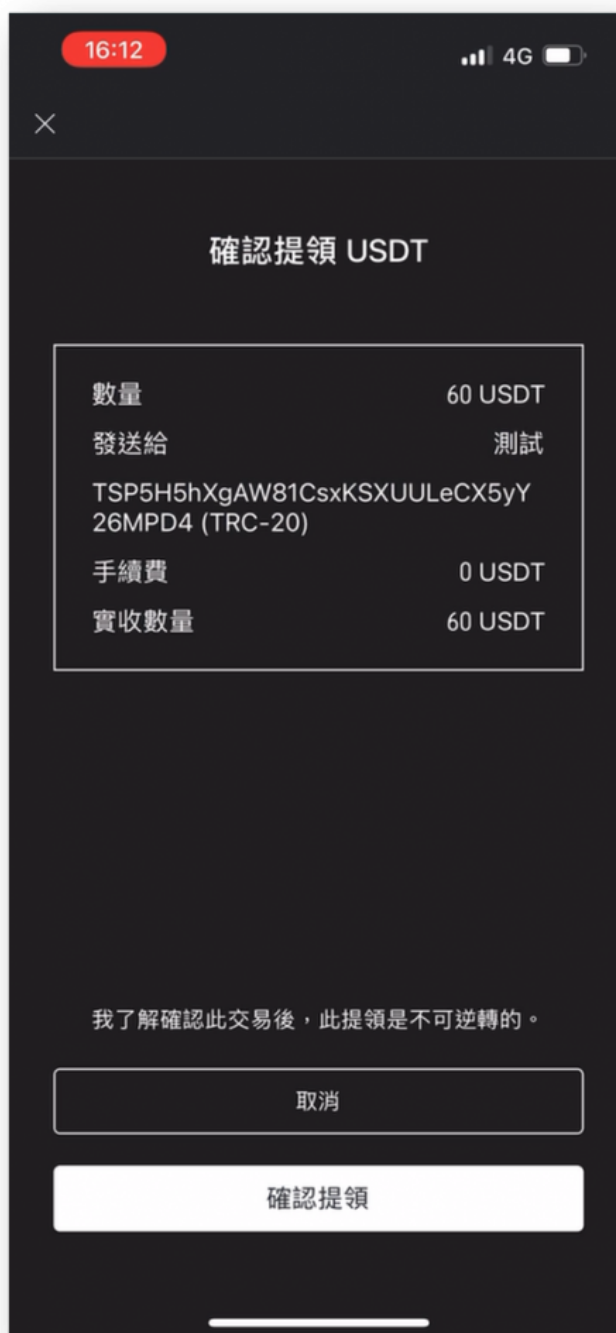 16:12
4G
確認提領 USDT
數量 60 USDT
發送給 測試
TSP5H5hXgAW81CsxKSXUULeCX5yY
26MPD4 (TRC-20)
手續費 0 USDT
實收數量 60 USDT
我了解確認此交易後，此提領是不可逆轉的。
取消
確認提領